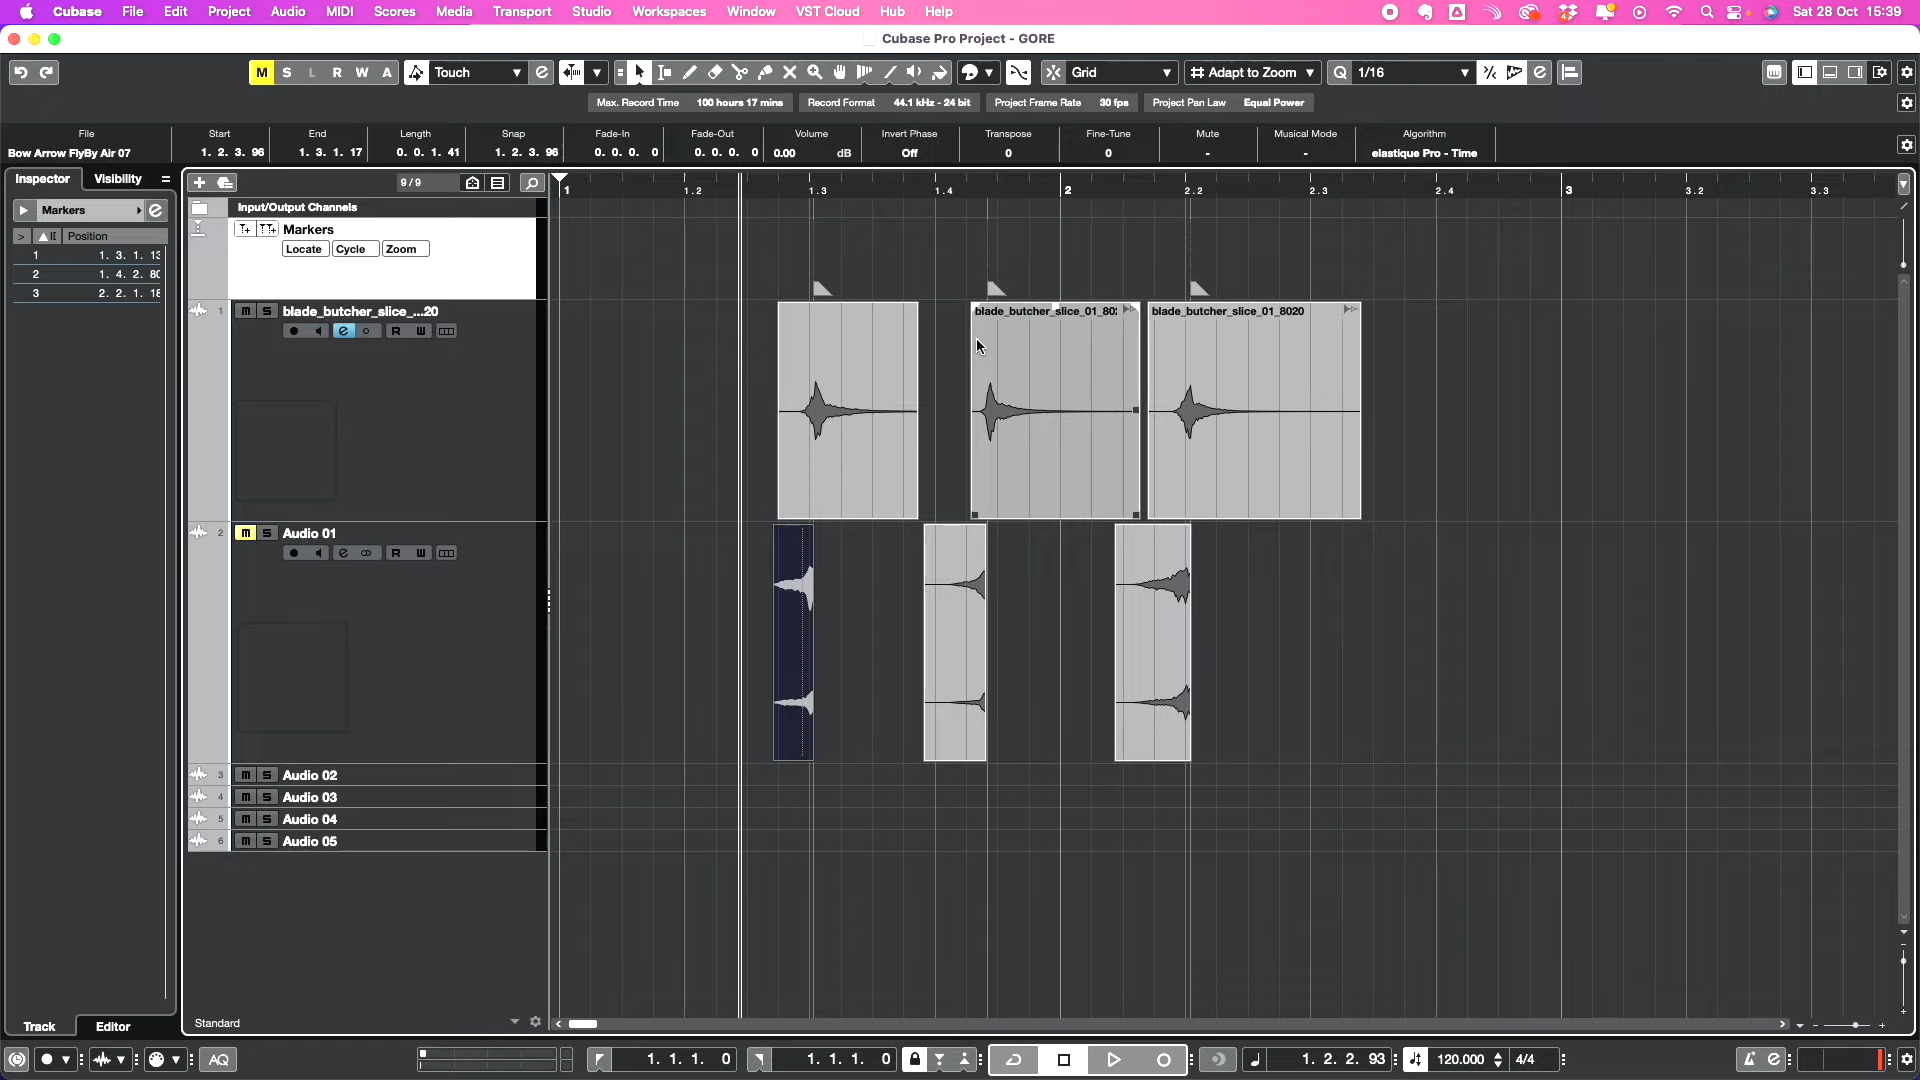 Cubase File Edit Project Audio MIDI Scores Media Transport Studio Workspaces Window VST Cloud Hub Help Sat 28 Oct 15:39
Cubase Pro Project - GORE
M S L R W A Touch Grid Adapt to Zoom Q 1/16
Max. Record Time 100 hours 17 mins Record Format 44.1 kHz - 24 bit Project Frame Rate 30 fps Project Pan Law Equal Power
File Start End Length Snap Fade-In Fade-Out Volume Invert Phase Transpose Fine-Tune Mute Musical Mode Algorithm
Bow Arrow FlyBy Air 07 1. 2. 3. 96 1. 3. 1. 17 0. 0. 1. 41 1. 2. 3. 96 0. 0. 0. 0 0. 0. 0. 0 0.00 dB Off 0 0 - - elastique Pro - Time
Inspector Visibility 9/9 1 1.2 1.3 1.4 2 2.2 2.3 2.4 3 3.2 3.3
Markers Input/Output Channels
Position Markers
Locate Cycle Zoom
1 1. 3. 1. 13
2 1. 4. 2. 80
3 2. 2. 1. 18
1 m S blade_butcher_slice_...20 blade_butcher_slice_01_802 blade_butcher_slice_01_8020
e R W
2 m S Audio 01
e R W
3 m S Audio 02
4 m S Audio 03
5 m S Audio 04
6 m S Audio 05
Standard
Track Editor
AQ 1. 1. 1. 0 1. 1. 1. 0 1. 2. 2. 93 120.000 4/4